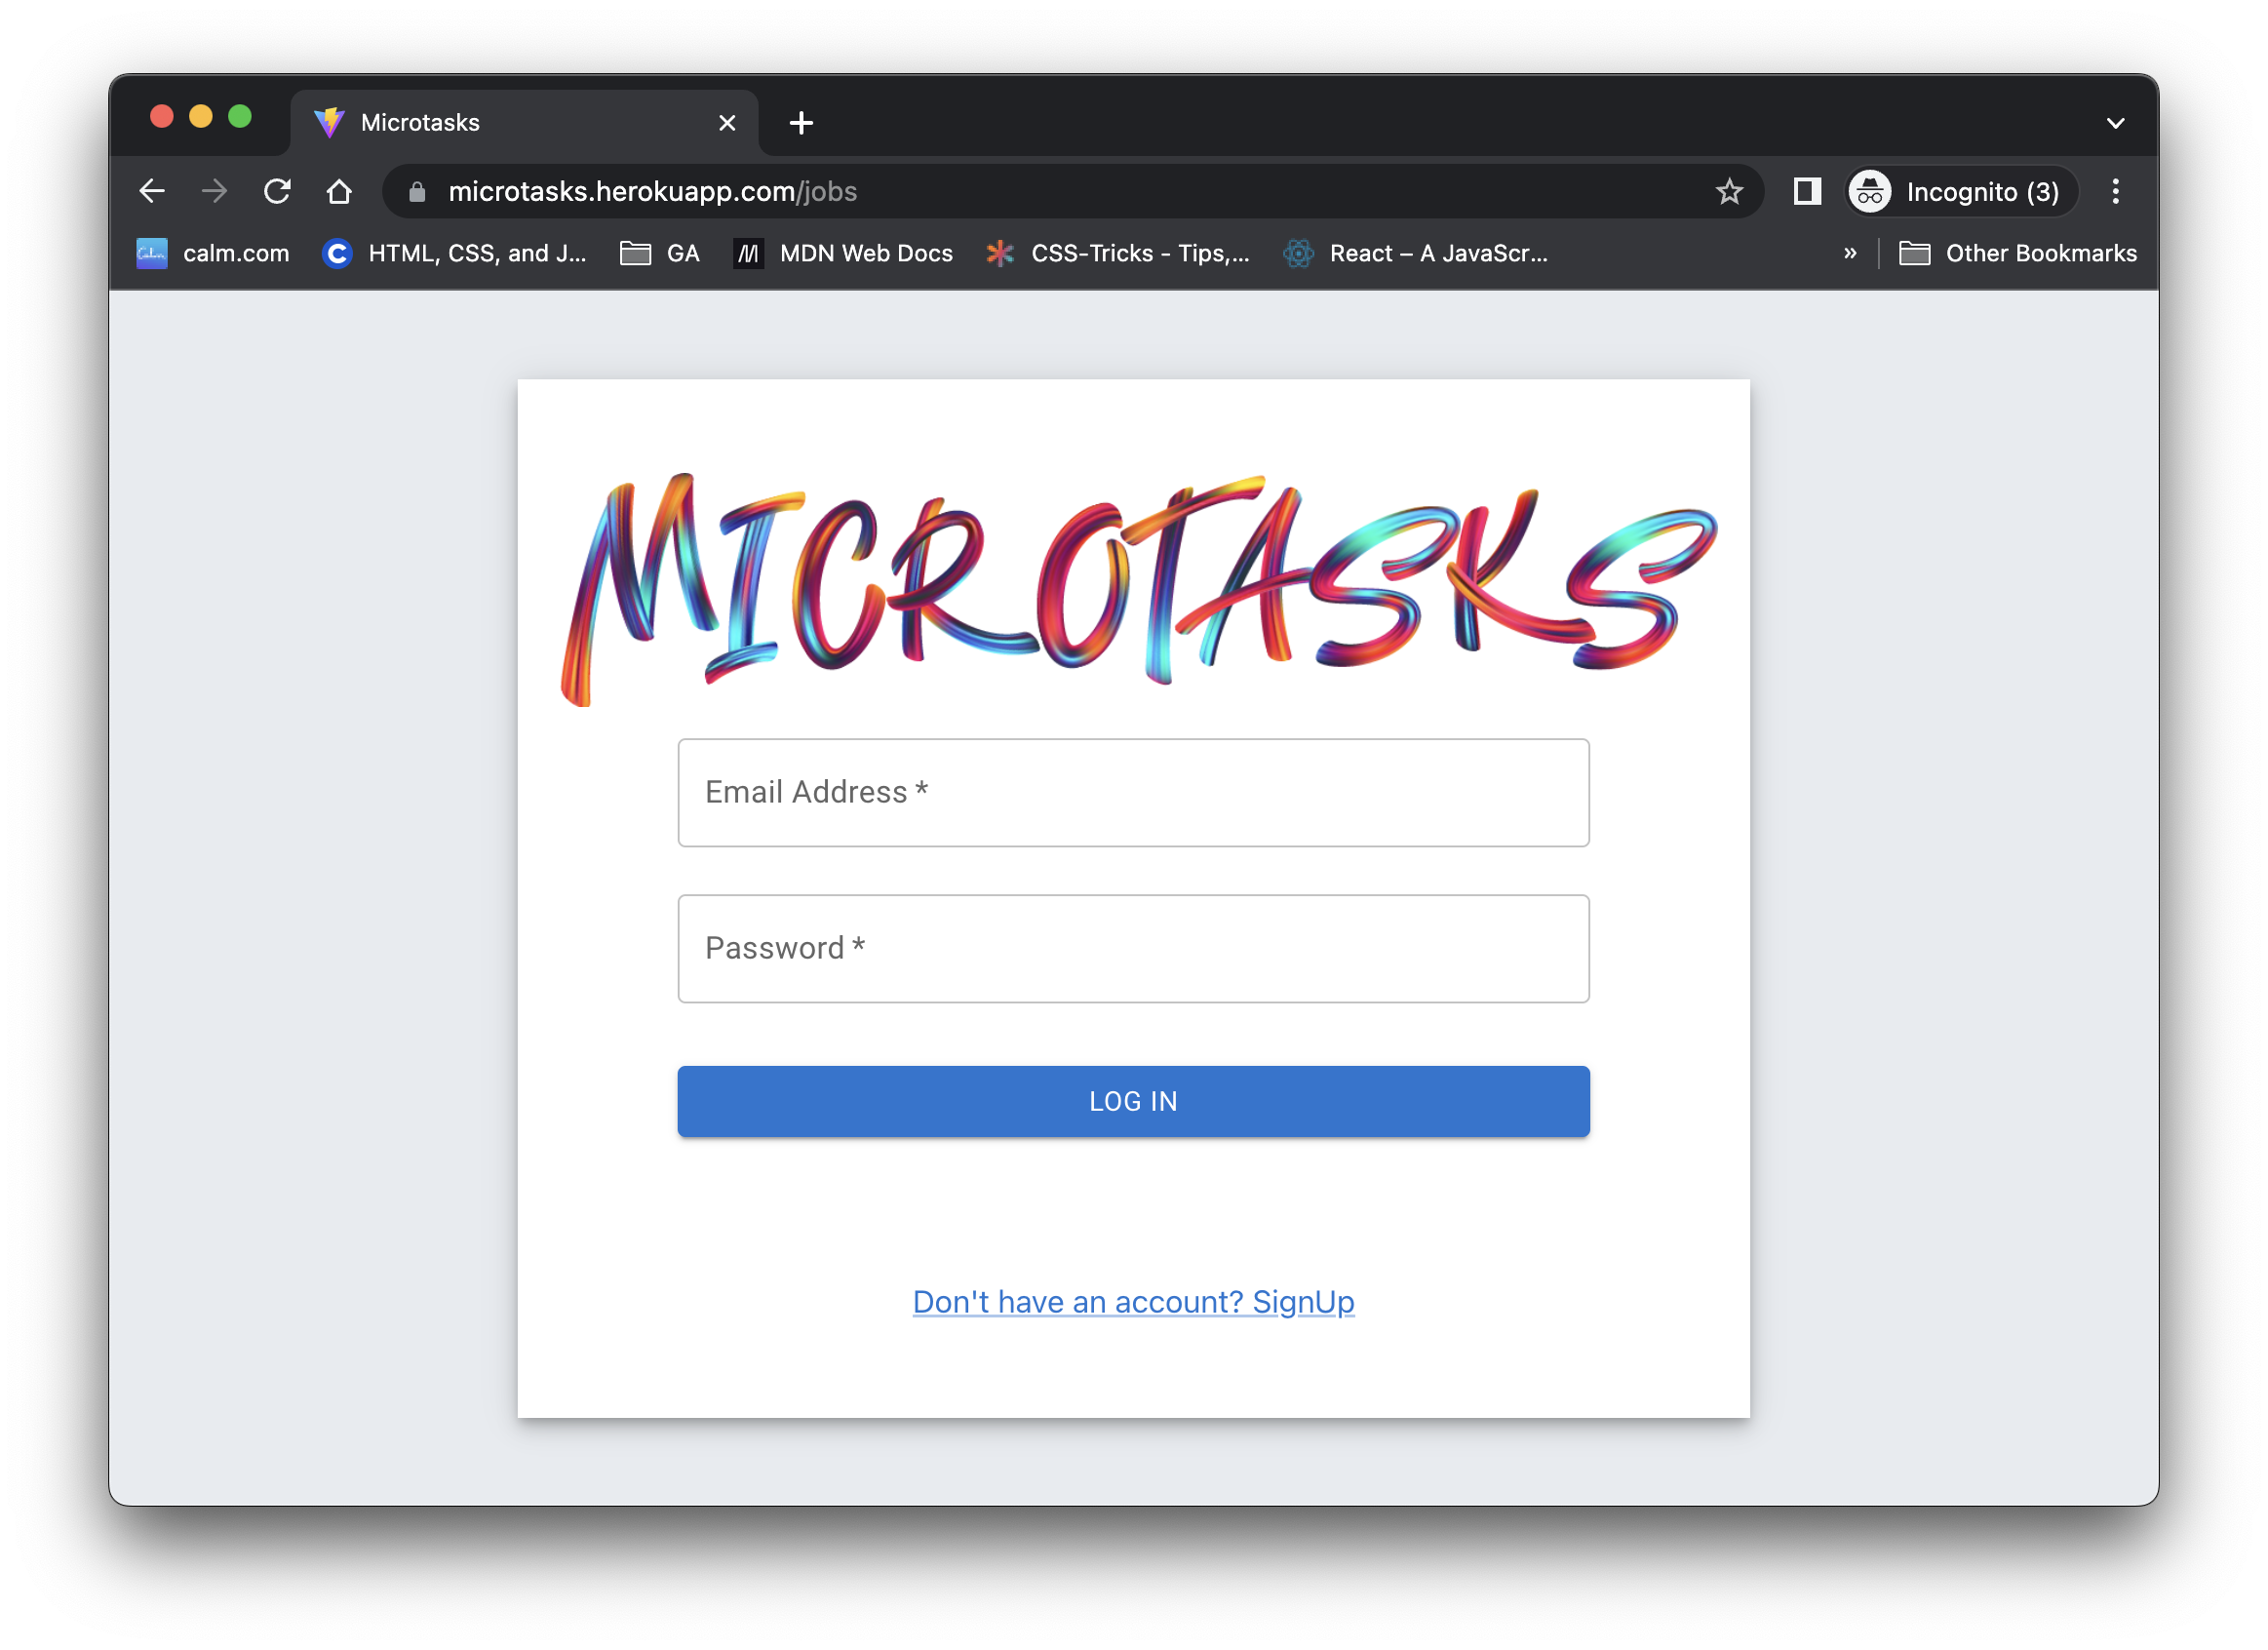 Microtasks
microtasks.herokuapp.com/jobs
Incognito (3)
calm.com
HTML, CSS, and J...
GA
MDN Web Docs
CSS-Tricks - Tips,...
React – A JavaScr...
»
Other Bookmarks
MICROTASKS
Email Address *
Password *
LOG IN
Don't have an account? SignUp